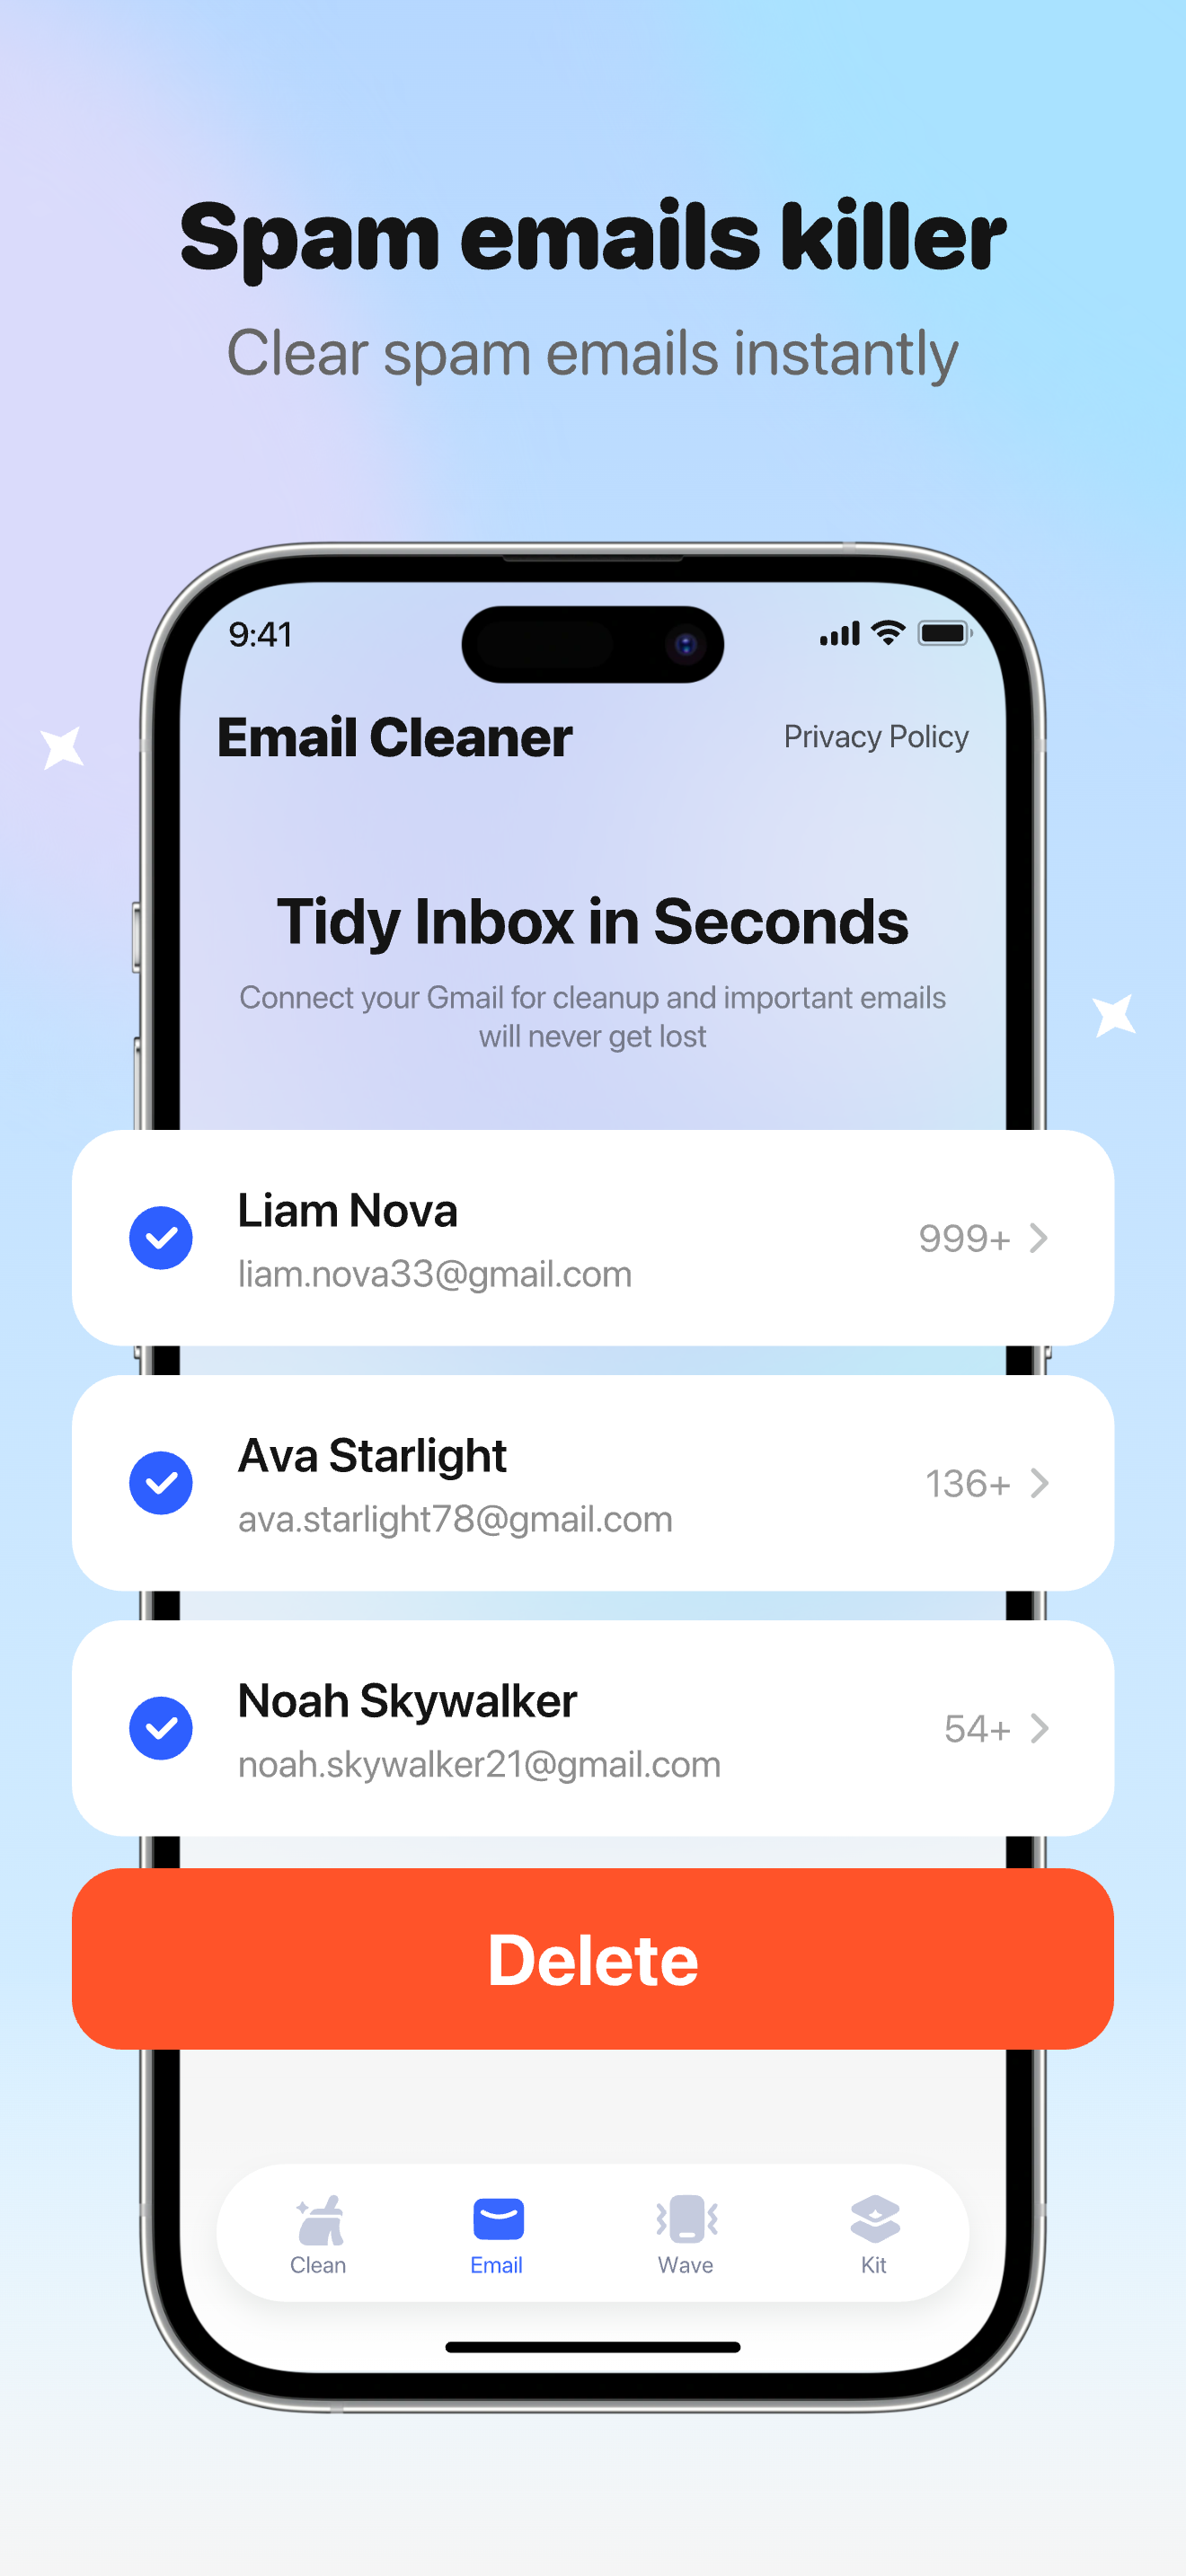 Spam emails killer
Clear spam emails instantly
9:41
Email Cleaner
Privacy Policy
Tidy Inbox in Seconds
Connect your Gmail for cleanup and important emails
will never get lost
Liam Nova
liam.nova33@gmail.com
999+
Ava Starlight
ava.starlight78@gmail.com
136+
Noah Skywalker
noah.skywalker21@gmail.com
54+
Delete
Clean
Email
Wave
Kit